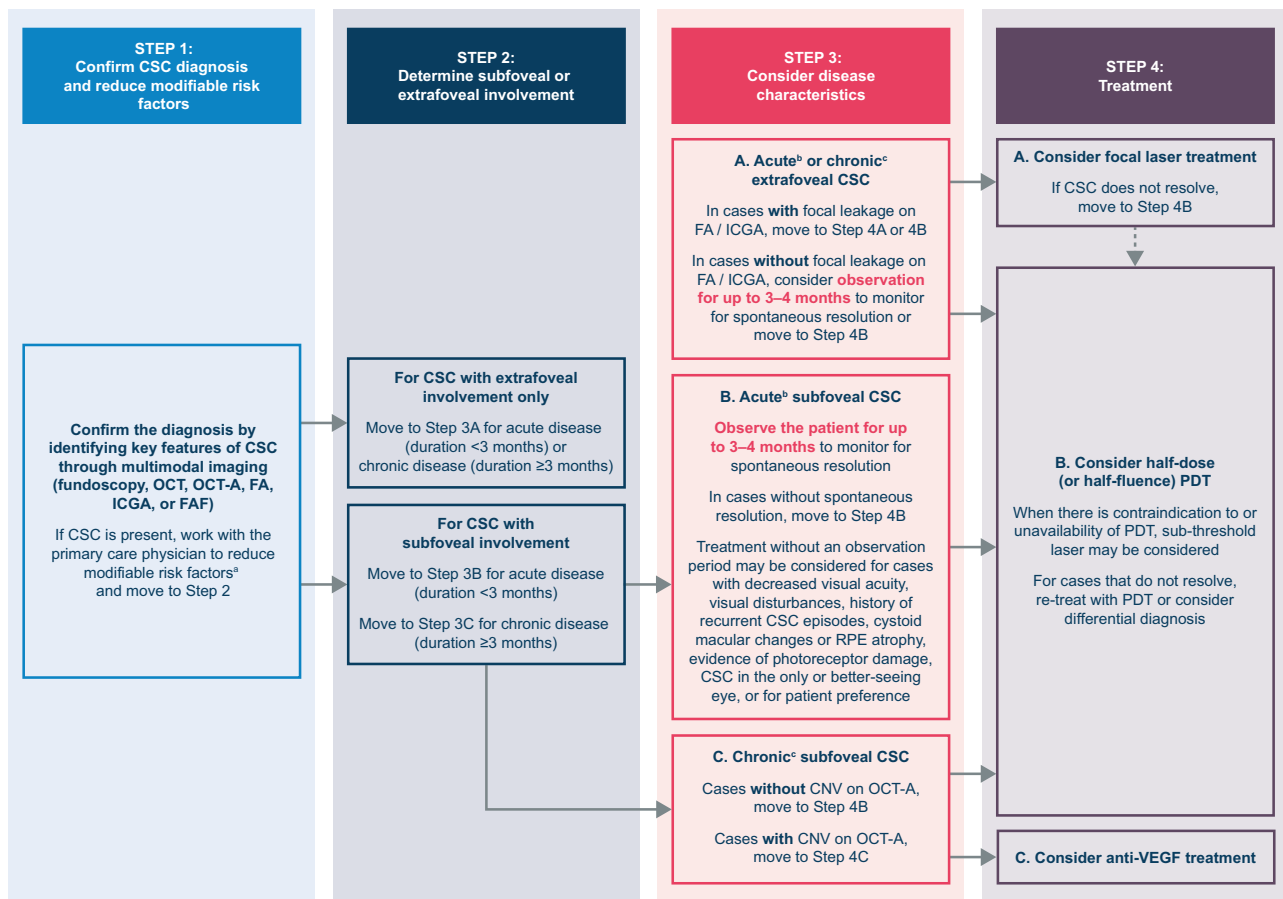 STEP 1:
Confirm CSC diagnosis
and reduce modifiable risk
factors
Confirm the diagnosis by
identifying key features of CSC
through multimodal imaging
(fundoscopy, OCT, OCT-A, FA,
ICGA, or FAF)
If CSC is present, work with the
primary care physician to reduce
modifiable risk factorsᵃ
and move to Step 2
STEP 2:
Determine subfoveal or
extrafoveal involvement
For CSC with extrafoveal
involvement only
Move to Step 3A for acute disease
(duration <3 months) or
chronic disease (duration ≥3 months)
For CSC with
subfoveal involvement
Move to Step 3B for acute disease
(duration <3 months)
Move to Step 3C for chronic disease
(duration ≥3 months)
STEP 3:
Consider disease
characteristics
A. Acuteᵇ or chronicᶜ
extrafoveal CSC
In cases with focal leakage on
FA / ICGA, move to Step 4A or 4B
In cases without focal leakage on
FA / ICGA, consider observation
for up to 3–4 months to monitor
for spontaneous resolution or
move to Step 4B
B. Acuteᵇ subfoveal CSC
Observe the patient for up
to 3–4 months to monitor for
spontaneous resolution
In cases without spontaneous
resolution, move to Step 4B
Treatment without an observation
period may be considered for cases
with decreased visual acuity,
visual disturbances, history of
recurrent CSC episodes, cystoid
macular changes or RPE atrophy,
evidence of photoreceptor damage,
CSC in the only or better-seeing
eye, or for patient preference
C. Chronicᶜ subfoveal CSC
Cases without CNV on OCT-A,
move to Step 4B
Cases with CNV on OCT-A,
move to Step 4C
STEP 4:
Treatment
A. Consider focal laser treatment
If CSC does not resolve,
move to Step 4B
B. Consider half-dose
(or half-fluence) PDT
When there is contraindication to or
unavailability of PDT, sub-threshold
laser may be considered
For cases that do not resolve,
re-treat with PDT or consider
differential diagnosis
C. Consider anti-VEGF treatment